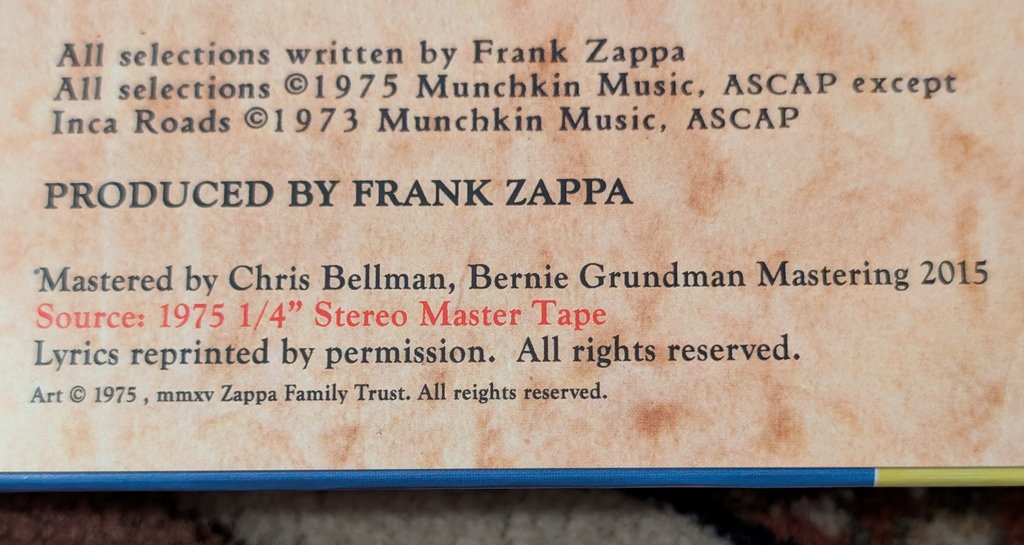 All selections written by Frank Zappa
All selections ©1975 Munchkin Music, ASCAP except
Inca Roads ©1973 Munchkin Music, ASCAP
PRODUCED BY FRANK ZAPPA
Mastered by Chris Bellman, Bernie Grundman Mastering 2015
Source: 1975 1/4” Stereo Master Tape
Lyrics reprinted by permission. All rights reserved.
Art © 1975 , mmxv Zappa Family Trust. All reights reserved.